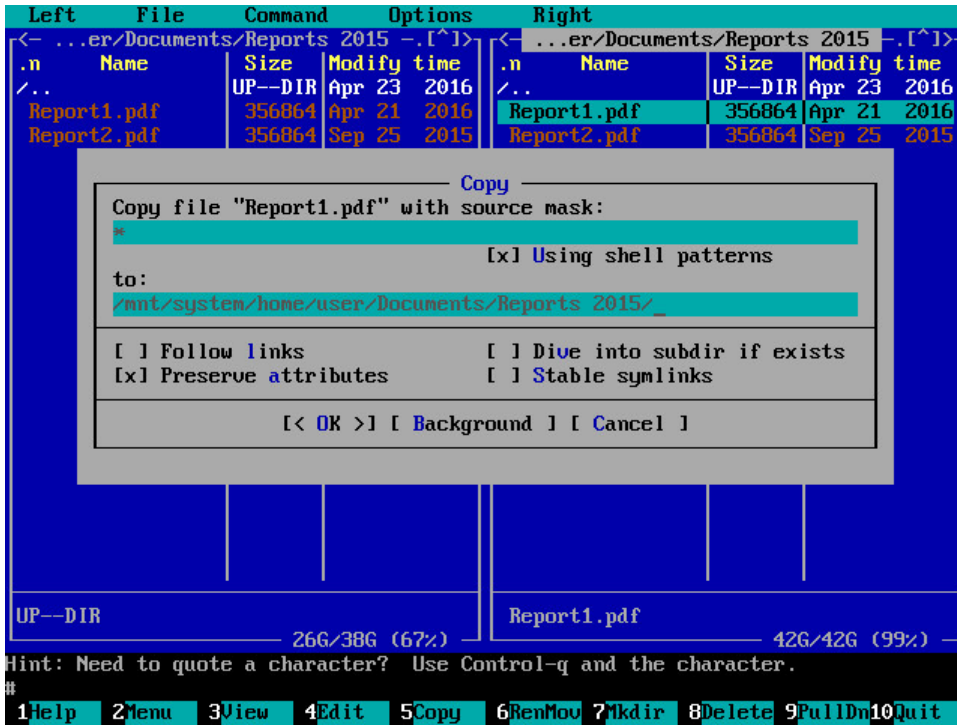 Left File Command Options Right
<— ...er/Documents/Reports 2015 —.[^]> <— ...er/Documents/Reports 2015 —.[^]>
.n Name Size Modify time .n Name Size Modify time
/.. UP--DIR Apr 23 2016 /.. UP--DIR Apr 23 2016
Report1.pdf 356864 Apr 21 2016 Report1.pdf 356864 Apr 21 2016
Report2.pdf 356864 Sep 25 2015 Report2.pdf 356864 Sep 25 2015
Copy
Copy file "Report1.pdf" with source mask:
*
[x] Using shell patterns
to:
/mnt/system/home/user/Documents/Reports 2015/_
[ ] Follow links [ ] Dive into subdir if exists
[x] Preserve attributes [ ] Stable symlinks
[< OK >] [ Background ] [ Cancel ]
UP--DIR Report1.pdf
26G/38G (67%) 42G/42G (99%)
Hint: Need to quote a character? Use Control-q and the character.
#
1Help 2Menu 3View 4Edit 5Copy 6RenMov 7Mkdir 8Delete 9PullDn 10Quit